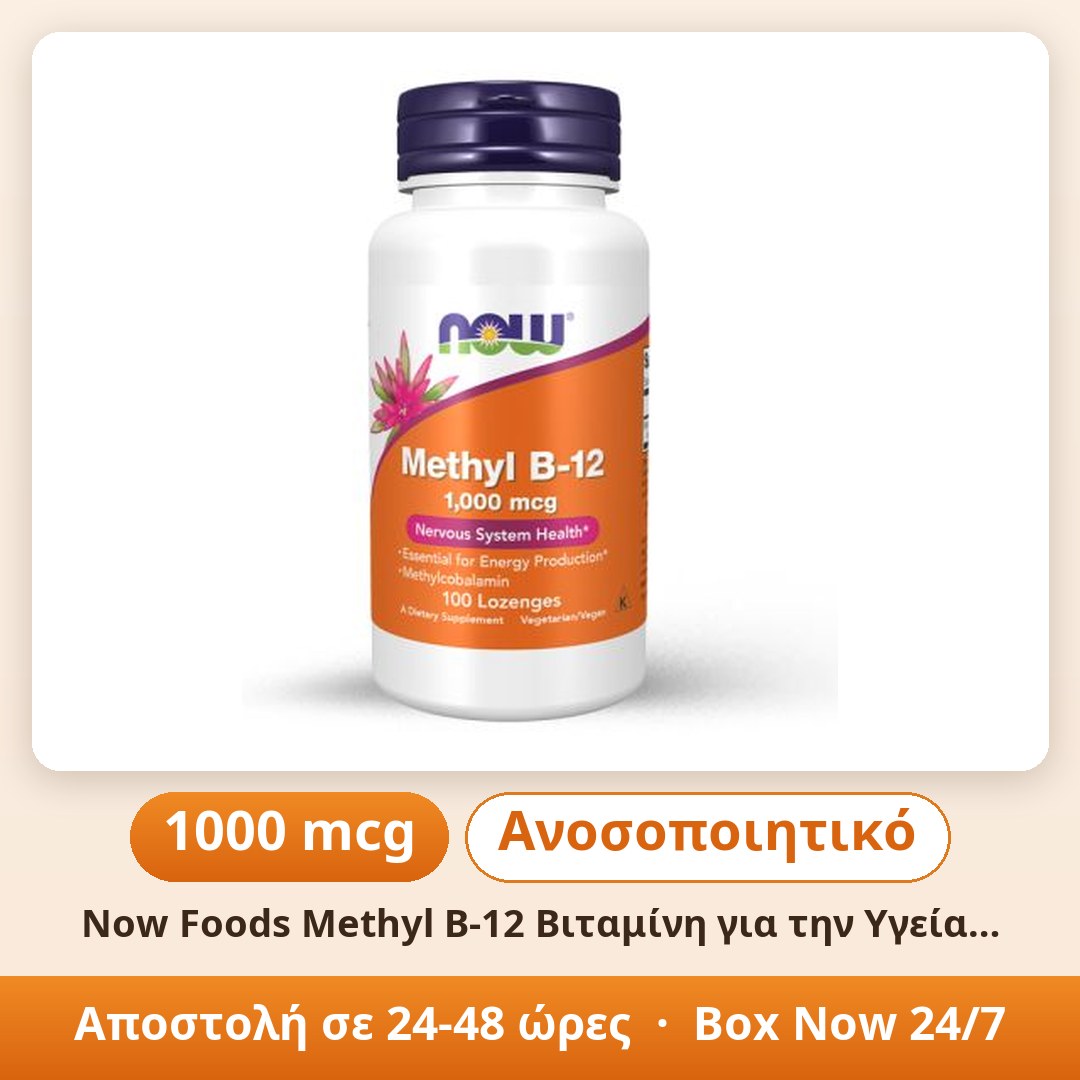 now®
Methyl B-12
1,000 mcg
Nervous System Health*
•Essential for Energy Production*
•Methylcobalamin
100 Lozenges
A Dietary Supplement Vegetarian/Vegan
K
1000 mcg
Ανοσοποιητικό
Now Foods Methyl B-12 Βιταμίνη για την Υγεία...
Αποστολή σε 24-48 ώρες · Box Now 24/7